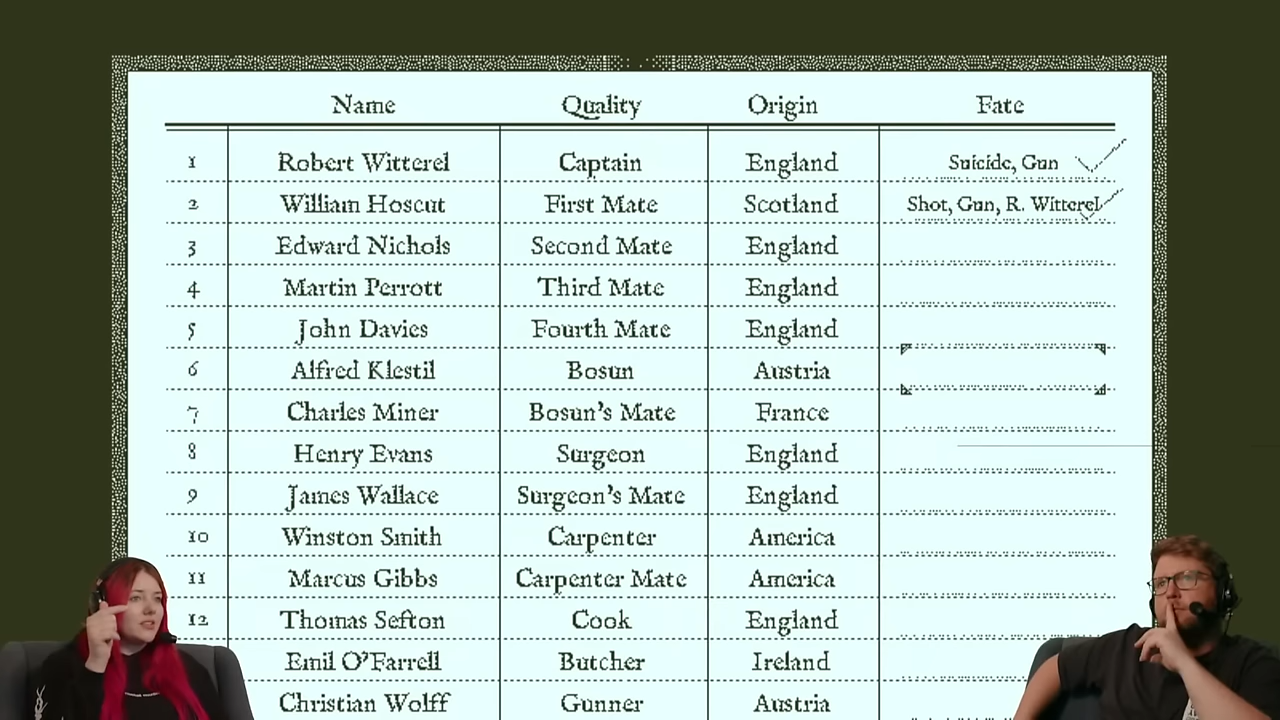 Name Quality Origin Fate
1 Robert Witterel Captain England Suicide, Gun
2 William Hoscut First Mate Scotland Shot, Gun, R. Witterel
3 Edward Nichols Second Mate England
4 Martin Perrott Third Mate England
5 John Davies Fourth Mate England
6 Alfred Klestil Bosun Austria
7 Charles Miner Bosun's Mate France
8 Henry Evans Surgeon England
9 James Wallace Surgeon's Mate England
10 Winston Smith Carpenter America
11 Marcus Gibbs Carpenter Mate America
12 Thomas Sefton Cook England
Emil O'Farrell Butcher Ireland
Christian Wolff Gunner Austria